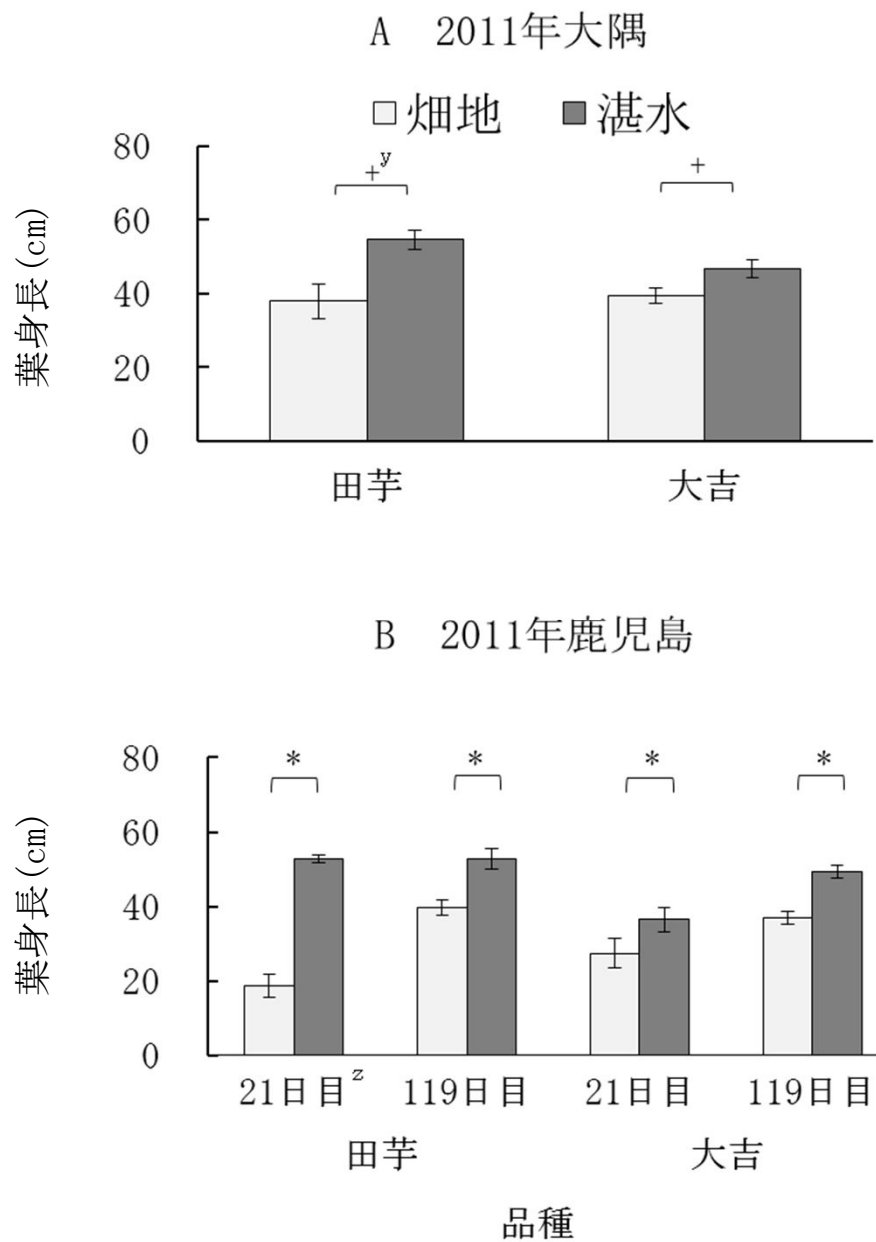 A 2011年大隅
畑地 湛水
葉身長(cm)
80
60
40
20
0
+y
+
田芋 大吉
B 2011年鹿児島
葉身長(cm)
80
60
40
20
0
* * * *
21日目z 119日目 21日目 119日目
田芋 大吉
品種